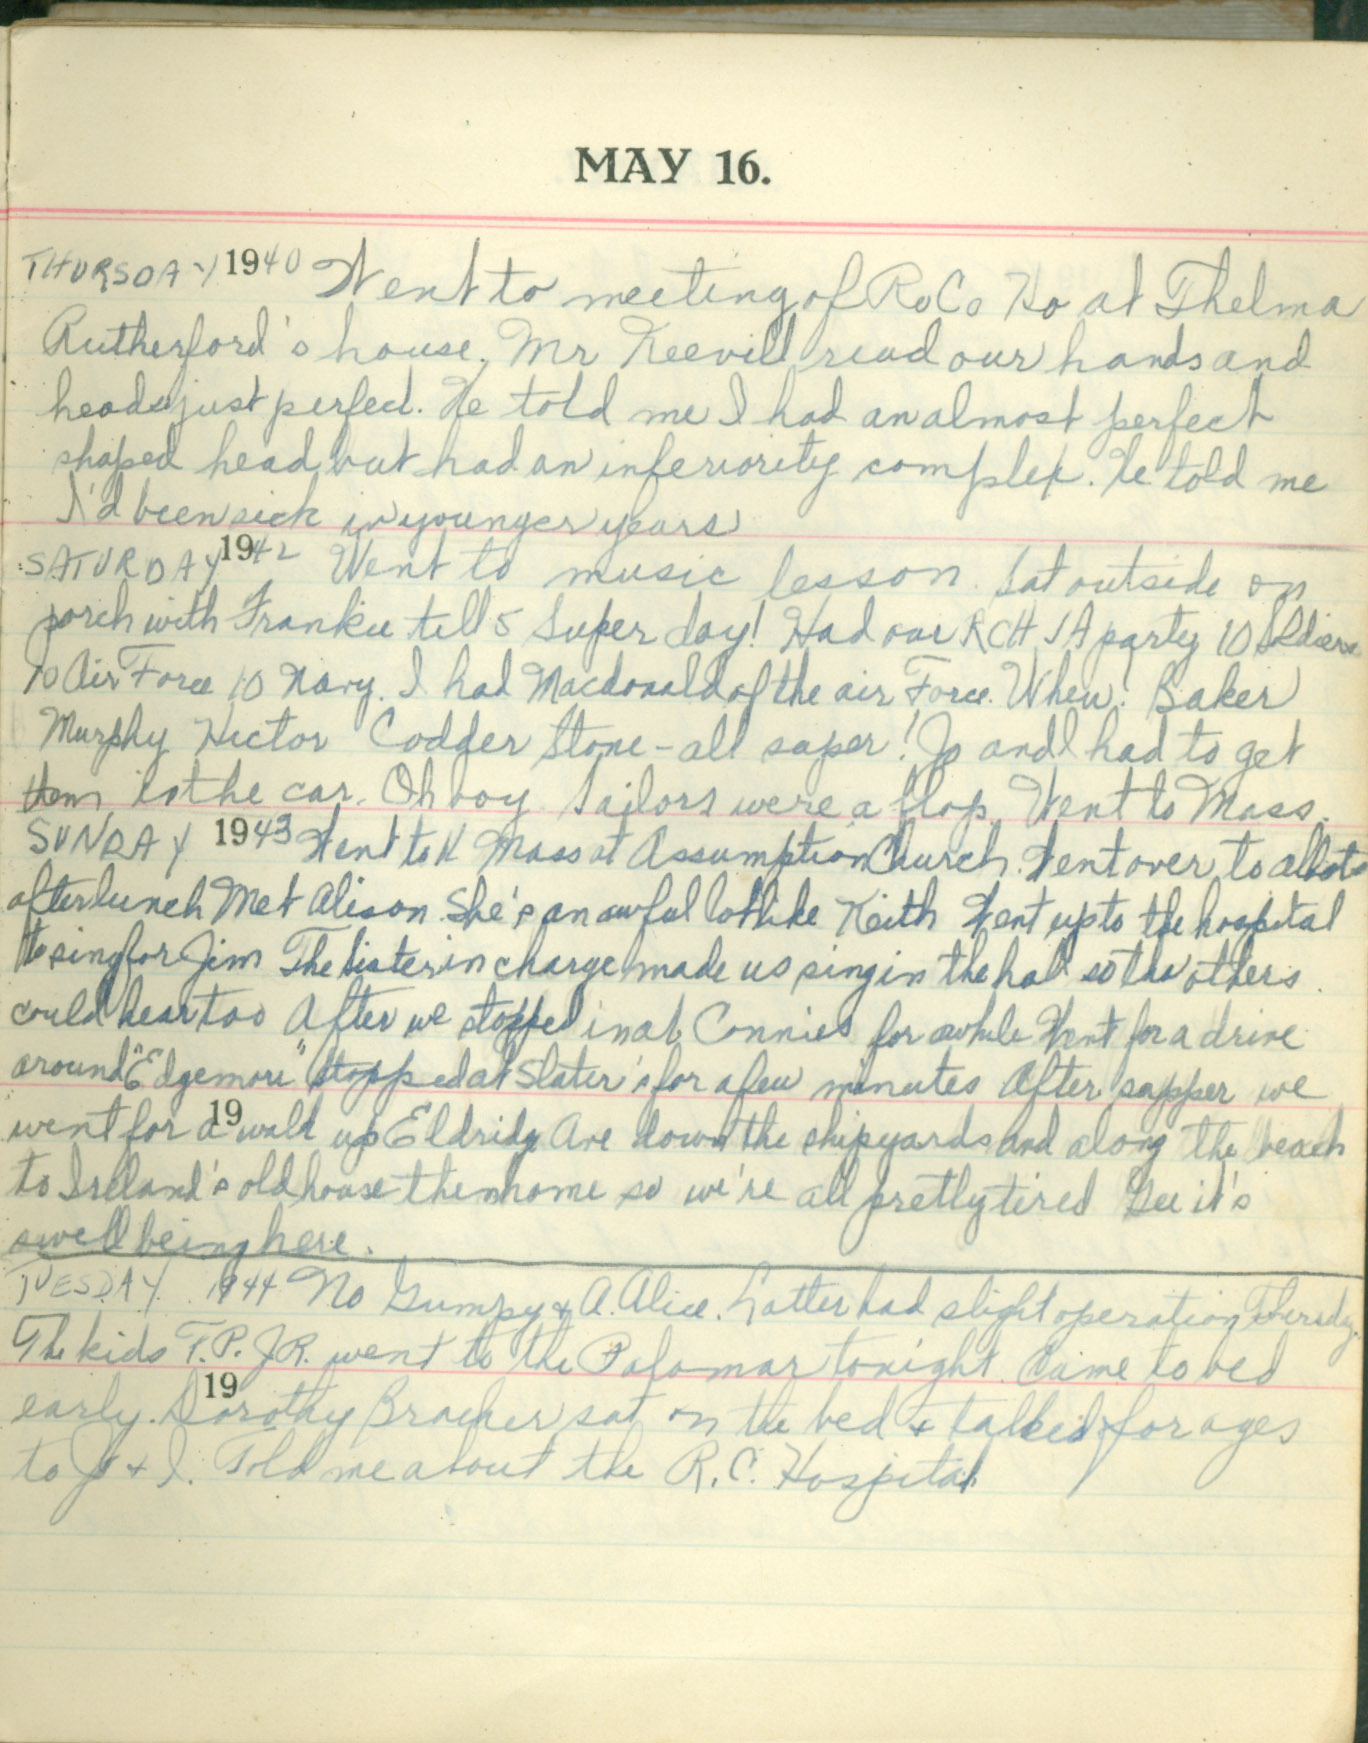 MAY 16.
THURSDAY 1940 Went to meeting of RoCo Ho at Thelma
Rutherford's house. Mr Keevill read our hands and
heads just perfect. He told me I had an almost perfect
shaped head but had an inferiority complex. He told me
I'd been sick in younger years
SATURDAY 1942 Went to music lesson. Sat outside on
porch with Frankie till 5 Super day! Had our RCH JA party 10 Soldiers
10 Air Force 10 Navy. I had Macdonald of the air Force. Whew! Baker
Murphy Hector Codger Stone - all super! Jo and I had to get
them in the car. Oh boy. Sailors were a flop. Went to Mass.
SUNDAY 1943 Went to 11 Mass at Assumption Church. Went over to
after lunch Met Alison. She's an awful lot like Keith Went up to the hospital
to sing for Jim The Sister in charge made us sing in the hall so the others
could hear too After we stopped in at Connies for awhile Went for a drive
around "Edgemore" Stopped at Slater's for a few minutes After supper we
went for a walk up Eldridge Ave down the shipyards and along the beach
19
to Ireland's old house then home so we're all pretty tired Gee it's
swell being here.
TUESDAY 1944 No Gumpy & A. Alice. Latter had slight operation Thursday.
The kids T.P. J.R. went to the Palomar tonight. Came to bed
19
early. Dorothy sat on the bed & talked for ages
to Jo & I. Told me about the R.C. Hospital